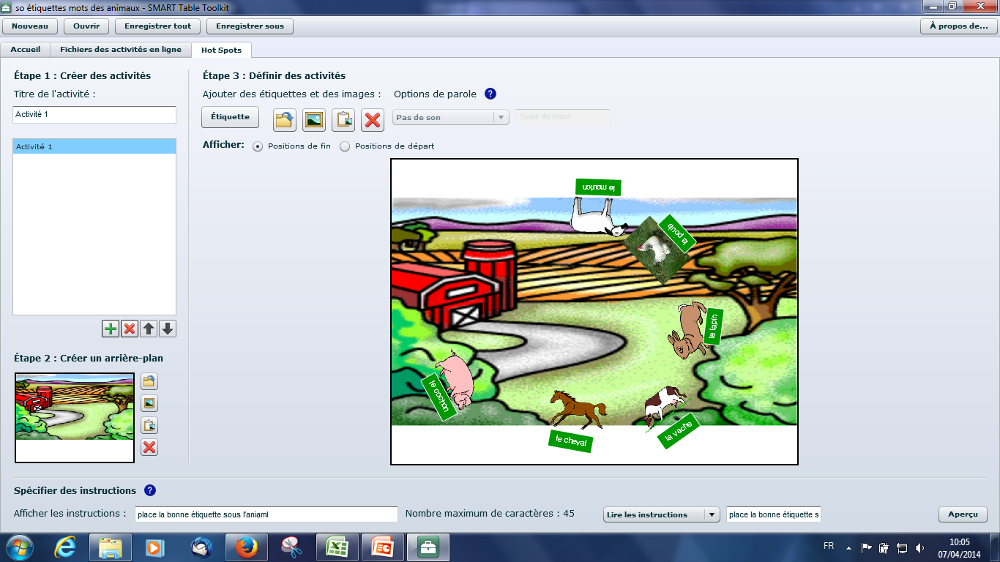 so étiquettes mots des animaux - SMART Table Toolkit
Nouveau Ouvrir Enregistrer tout Enregistrer sous À propos de...
Accueil Fichiers des activités en ligne Hot Spots
Étape 1 : Créer des activités
Titre de l'activité :
Activité 1
Activité 1
Étape 2 : Créer un arrière-plan
Étape 3 : Définir des activités
Ajouter des étiquettes et des images : Options de parole ?
Étiquette Pas de son Saisir du texte
Afficher: Positions de fin Positions de départ
le mouton
la poub
le lapin
le cochon
le cheval
la vache
Spécifier des instructions ?
Afficher les instructions : place la bonne étiquette sous l'aniaml Nombre maximum de caractères : 45 Lire les instructions place la bonne étiquette s Aperçu
FR 10:05
07/04/2014